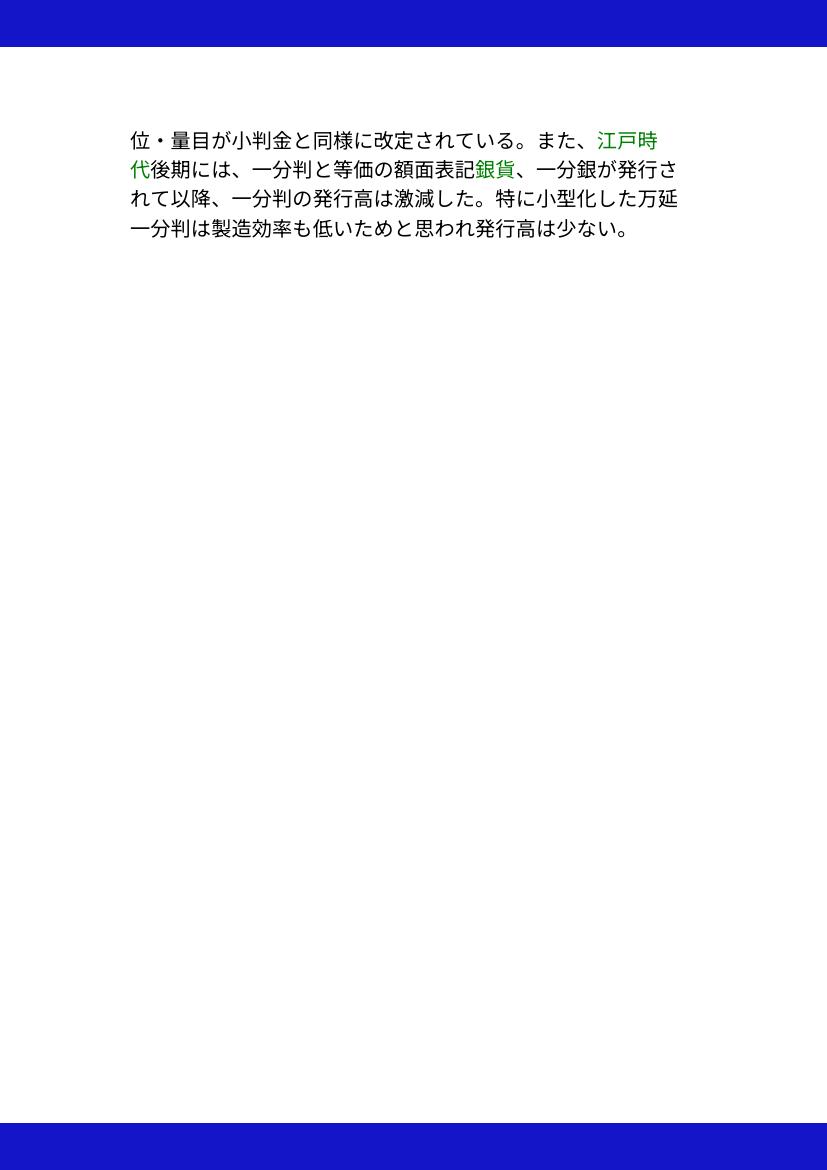 位・量目が小判金と同様に改定されている。また、江戸時
代後期には、一分判と等価の額面表記銀貨、一分銀が発行さ
れて以降、一分判の発行高は激減した。特に小型化した万延
一分判は製造効率も低いためと思われ発行高は少ない。